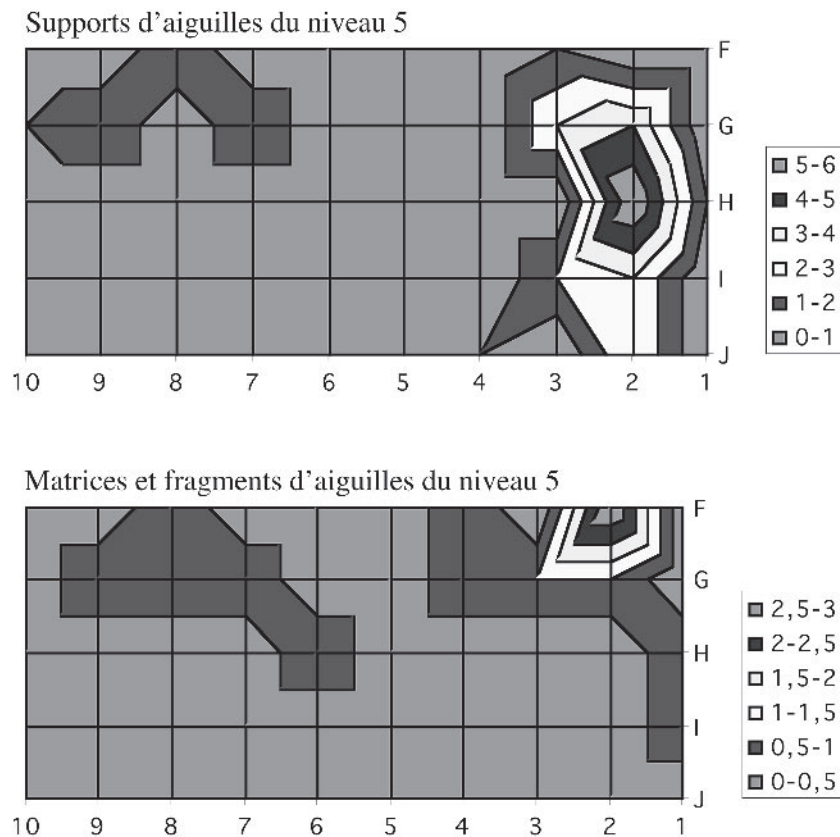 Supports d'aiguilles du niveau 5
F
G
H
I
J
10 9 8 7 6 5 4 3 2 1
5-6
4-5
3-4
2-3
1-2
0-1
Matrices et fragments d'aiguilles du niveau 5
F
G
H
I
J
10 9 8 7 6 5 4 3 2 1
2,5-3
2-2,5
1,5-2
1-1,5
0,5-1
0-0,5